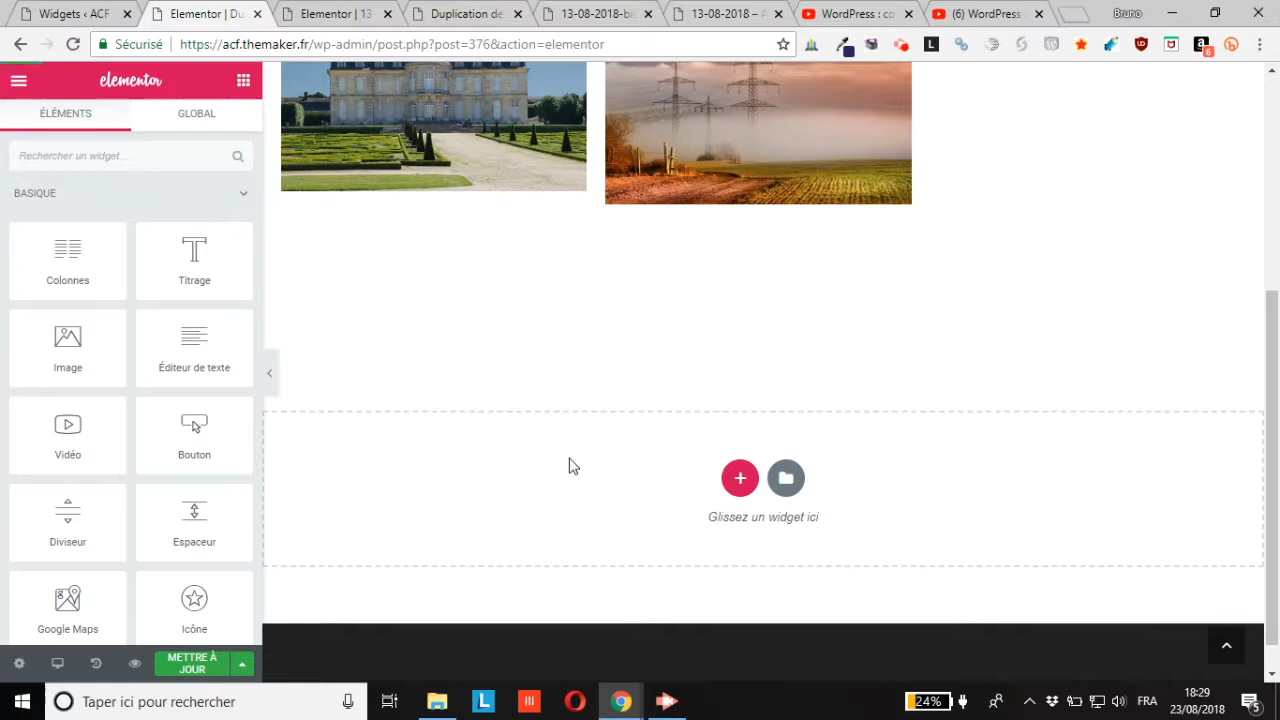 Widgets ‹ ACF
Elementor | Du
Elementor | 13
Duplication de
13-08-2018-ba
13-08-2018 –
WordPress : co
(6) WordPress
Bruno
Sécurisé
https://acf.themaker.fr/wp-admin/post.php?post=376&action=elementor
6
elementor
ÉLÉMENTS
GLOBAL
Rechercher un widget...
BASIQUE
Colonnes
Titrage
Image
Éditeur de texte
Vidéo
Bouton
Diviseur
Espaceur
Google Maps
Icône
Glissez un widget ici
METTRE À
JOUR
Taper ici pour rechercher
24%
FRA
18:29
23/08/2018
5